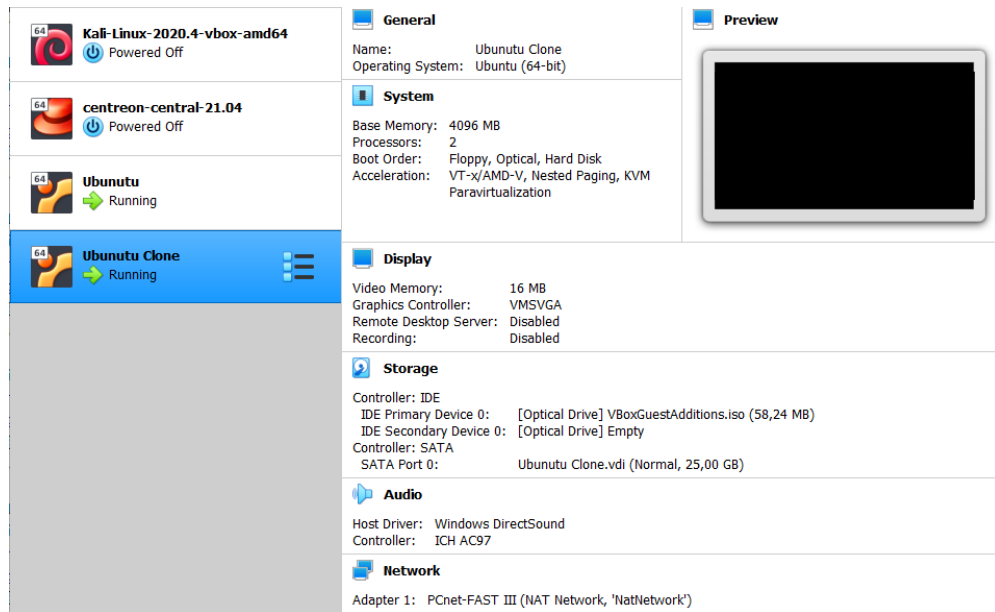 64
Kali-Linux-2020.4-vbox-amd64
Powered Off
64
centreon-central-21.04
Powered Off
64
Ubunutu
Running
64
Ubunutu Clone
Running
General
Name: Ubunutu Clone
Operating System: Ubuntu (64-bit)
System
Base Memory: 4096 MB
Processors: 2
Boot Order: Floppy, Optical, Hard Disk
Acceleration: VT-x/AMD-V, Nested Paging, KVM
Paravirtualization
Preview
Display
Video Memory: 16 MB
Graphics Controller: VMSVGA
Remote Desktop Server: Disabled
Recording: Disabled
Storage
Controller: IDE
IDE Primary Device 0: [Optical Drive] VBoxGuestAdditions.iso (58,24 MB)
IDE Secondary Device 0: [Optical Drive] Empty
Controller: SATA
SATA Port 0: Ubunutu Clone.vdi (Normal, 25,00 GB)
Audio
Host Driver: Windows DirectSound
Controller: ICH AC97
Network
Adapter 1: PCnet-FAST III (NAT Network, 'NatNetwork')